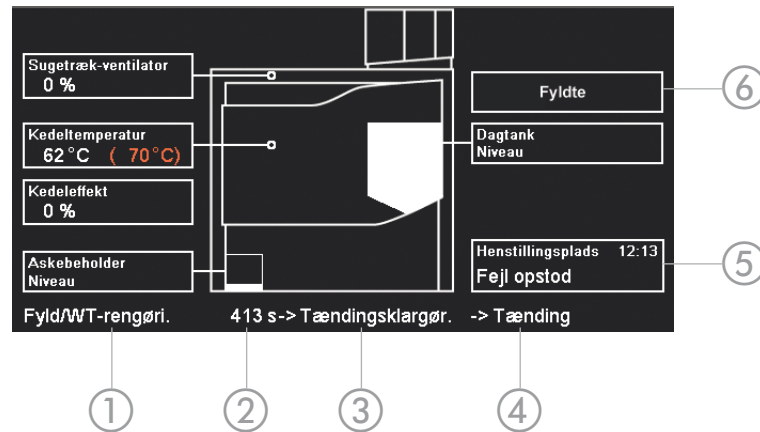 Sugetræk-ventilator
0 %
Kedeltemperatur
62°C ( 70°C)
Kedeleffekt
0 %
Askebeholder
Niveau
Fyldte
6
Dagtank
Niveau
Henstillingsplads 12:13
Fejl opstod
5
Fyld/WT-rengøri. 413 s-> Tændingsklargør. -> Tænding
1 2 3 4